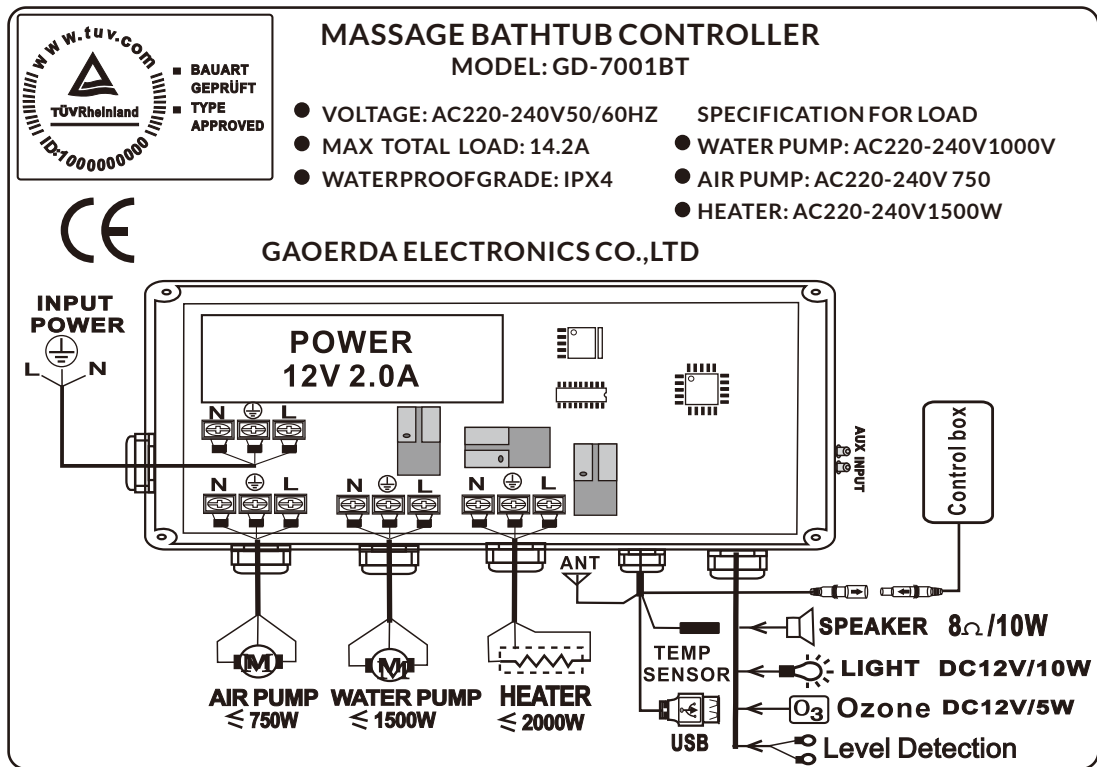 www.tuv.com
TÜVRheinland
ID:1000000000
■ BAUART
GEPRÜFT
■ TYPE
APPROVED
CE
MASSAGE BATHTUB CONTROLLER
MODEL: GD-7001BT
● VOLTAGE: AC220-240V50/60HZ
● MAX TOTAL LOAD: 14.2A
● WATERPROOFGRADE: IPX4
SPECIFICATION FOR LOAD
● WATER PUMP: AC220-240V1000V
● AIR PUMP: AC220-240V 750
● HEATER: AC220-240V1500W
GAOERDA ELECTRONICS CO.,LTD
INPUT
POWER
L N
POWER
12V 2.0A
N L
N L
N L
N L
AUX INPUT
Control box
ANT
TEMP
SENSOR
USB
SPEAKER 8Ω/10W
LIGHT DC12V/10W
O3 Ozone DC12V/5W
Level Detection
M
AIR PUMP
≤ 750W
M
WATER PUMP
≤ 1500W
HEATER
≤ 2000W